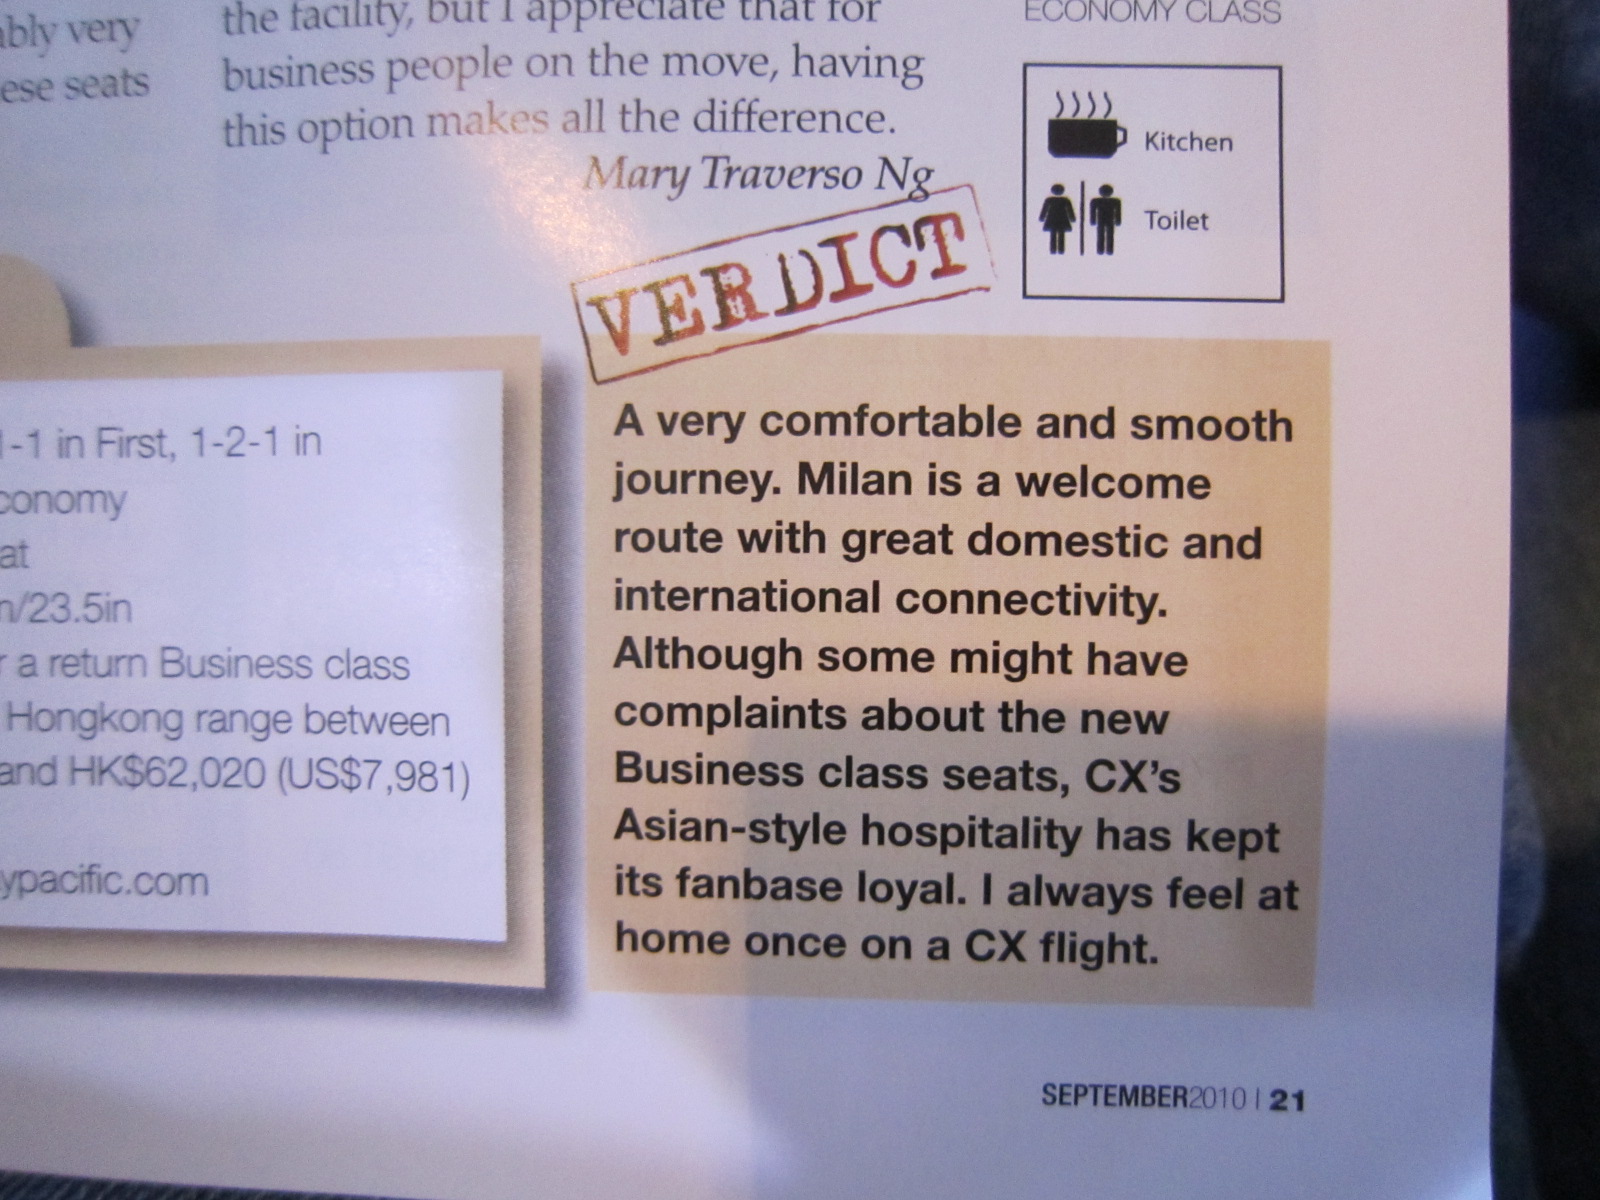 ably very
ese seats
the facility, but I appreciate that for
business people on the move, having
this option makes all the difference.
Mary Traverso Ng
ECONOMY CLASS
Kitchen
Toilet
VERDICT
1-1 in First, 1-2-1 in
conomy
at
n/23.5in
r a return Business class
Hongkong range between
and HK$62,020 (US$7,981)
ypacific.com
A very comfortable and smooth
journey. Milan is a welcome
route with great domestic and
international connectivity.
Although some might have
complaints about the new
Business class seats, CX's
Asian-style hospitality has kept
its fanbase loyal. I always feel at
home once on a CX flight.
SEPTEMBER2010 | 21